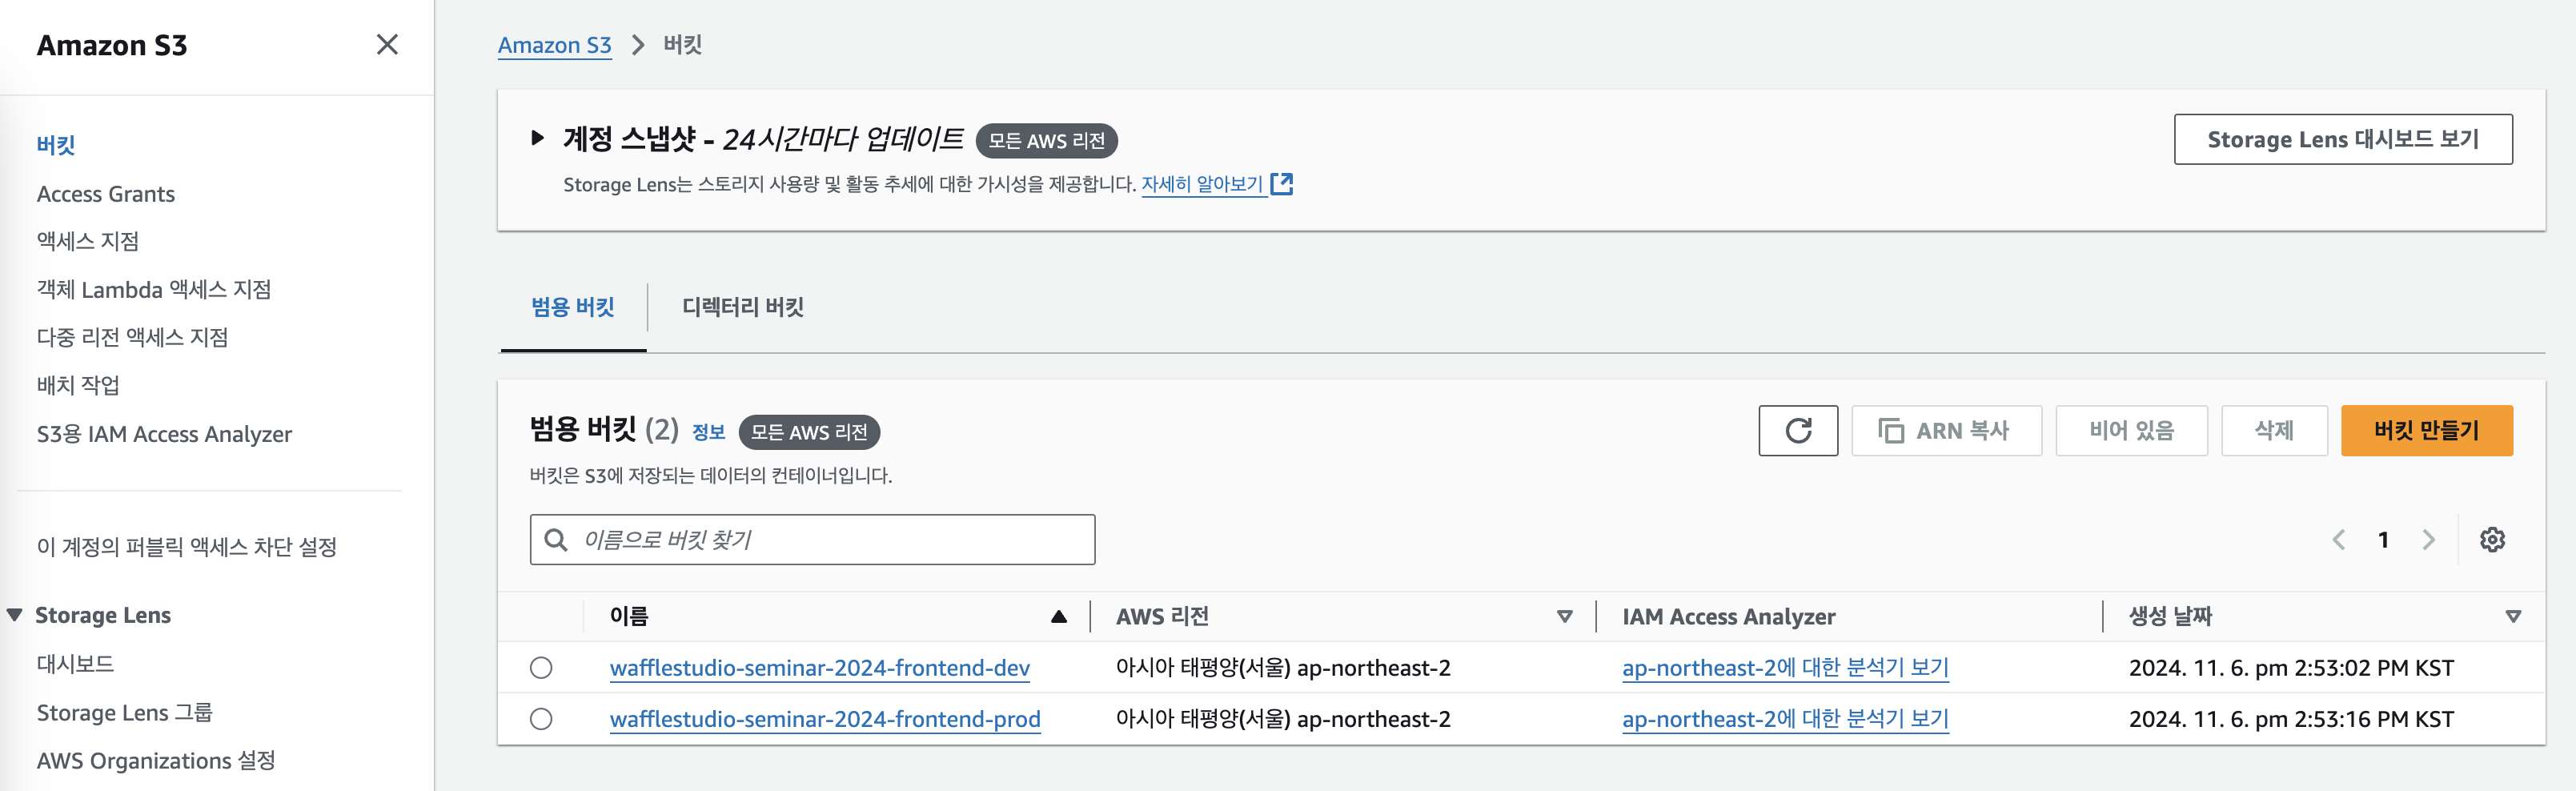 Amazon S3
버킷
Access Grants
액세스 지점
객체 Lambda 액세스 지점
다중 리전 액세스 지점
배치 작업
S3용 IAM Access Analyzer
이 계정의 퍼블릭 액세스 차단 설정
Storage Lens
대시보드
Storage Lens 그룹
AWS Organizations 설정
Amazon S3 버킷
계정 스냅샷 - 24시간마다 업데이트 모든 AWS 리전
Storage Lens 대시보드 보기
Storage Lens는 스토리지 사용량 및 활동 추세에 대한 가시성을 제공합니다. 자세히 알아보기
범용 버킷 디렉터리 버킷
범용 버킷 (2) 정보 모든 AWS 리전
ARN 복사 비어 있음 삭제 버킷 만들기
버킷은 S3에 저장되는 데이터의 컨테이너입니다.
이름으로 버킷 찾기
1
이름 AWS 리전 IAM Access Analyzer 생성 날짜
wafflestudio-seminar-2024-frontend-dev 아시아 태평양(서울) ap-northeast-2 ap-northeast-2에 대한 분석기 보기 2024. 11. 6. pm 2:53:02 PM KST
wafflestudio-seminar-2024-frontend-prod 아시아 태평양(서울) ap-northeast-2 ap-northeast-2에 대한 분석기 보기 2024. 11. 6. pm 2:53:16 PM KST